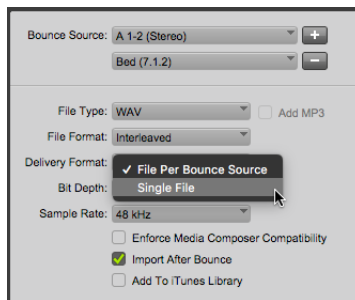 Bounce Source: A 1-2 (Stereo) +
Bed (7.1.2) −
File Type: WAV Add MP3
File Format: Interleaved
Delivery Format: ✓ File Per Bounce Source
Bit Depth: Single File
Sample Rate: 48 kHz
Enforce Media Composer Compatibility
Import After Bounce
Add To iTunes Library